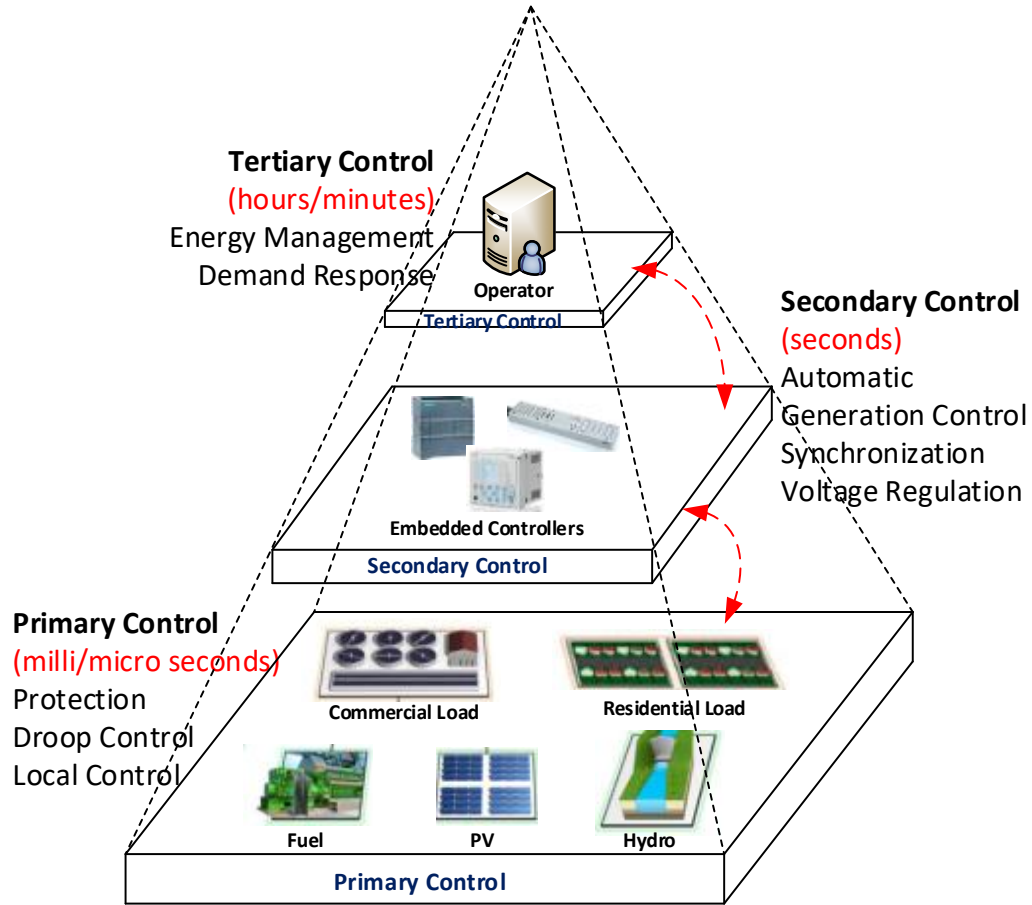 Tertiary Control
(hours/minutes)
Energy Management
Demand Response
Operator
Tertiary Control
Secondary Control
(seconds)
Automatic
Generation Control
Synchronization
Voltage Regulation
Embedded Controllers
Secondary Control
Primary Control
(milli/micro seconds)
Protection
Droop Control
Local Control
Commercial Load
Residential Load
Fuel
PV
Hydro
Primary Control